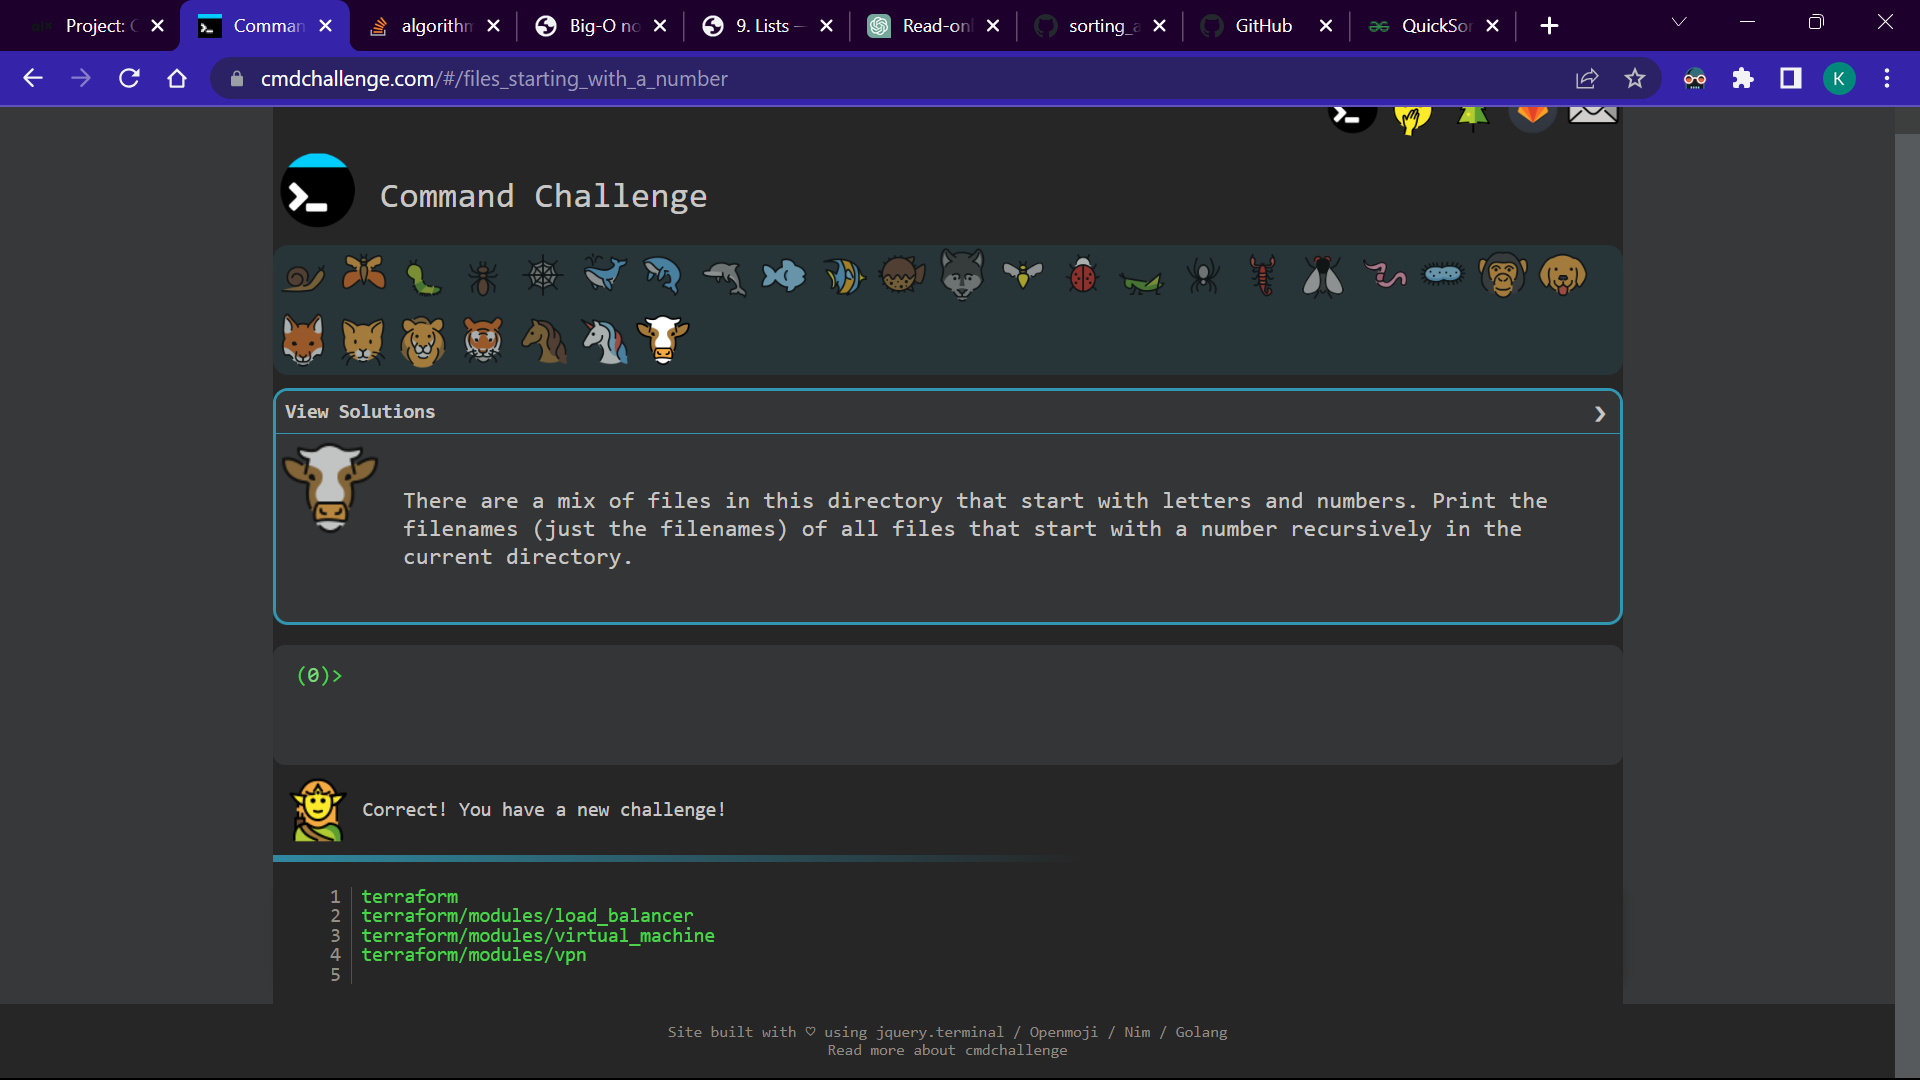 Project: C
Comman
algorithm
Big-O no
9. Lists —
Read-onl
sorting_a
GitHub
QuickSor
cmdchallenge.com/#/files_starting_with_a_number
K
Command Challenge
View Solutions
There are a mix of files in this directory that start with letters and numbers. Print the
filenames (just the filenames) of all files that start with a number recursively in the
current directory.
(0)>
Correct! You have a new challenge!
1 terraform
2 terraform/modules/load_balancer
3 terraform/modules/virtual_machine
4 terraform/modules/vpn
5
Site built with ♡ using jquery.terminal / Openmoji / Nim / Golang
Read more about cmdchallenge